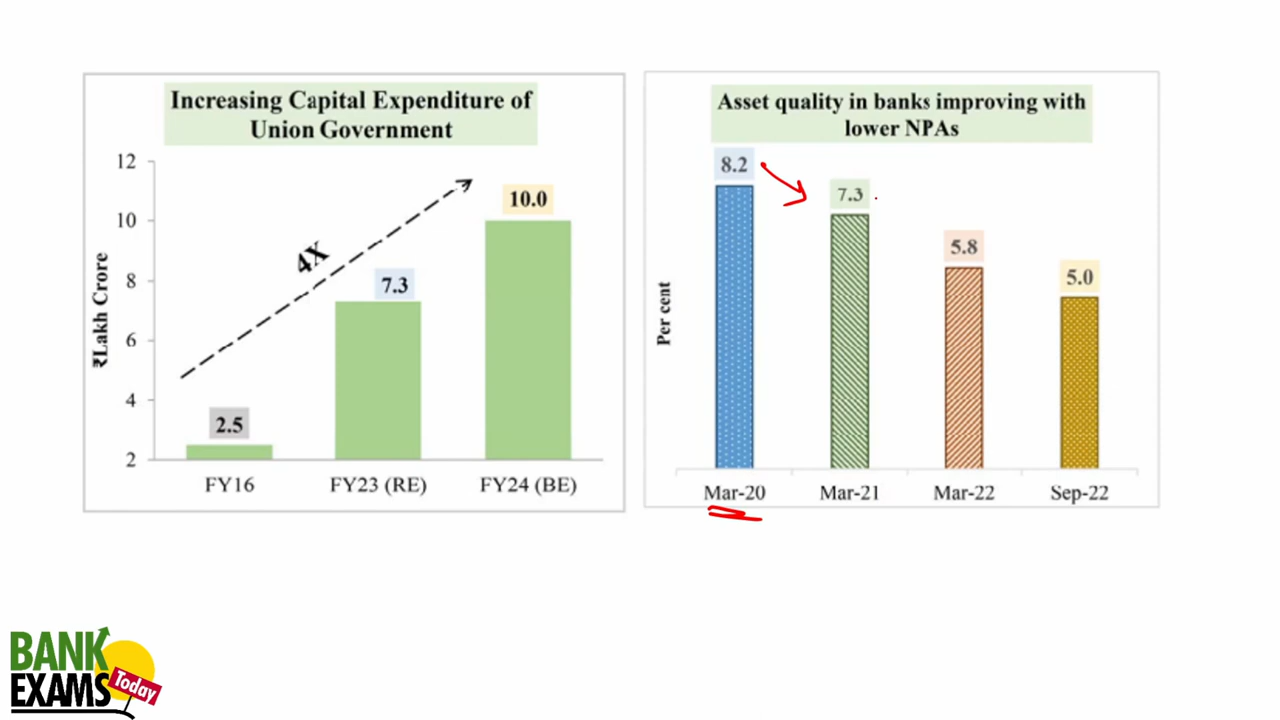 Increasing Capital Expenditure of
Union Government
₹Lakh Crore
12
10
8
6
4
2
4X
2.5
7.3
10.0
FY16
FY23 (RE)
FY24 (BE)
Asset quality in banks improving with
lower NPAs
Per cent
8.2
7.3
5.8
5.0
Mar-20
Mar-21
Mar-22
Sep-22
BANK
EXAMS
Today